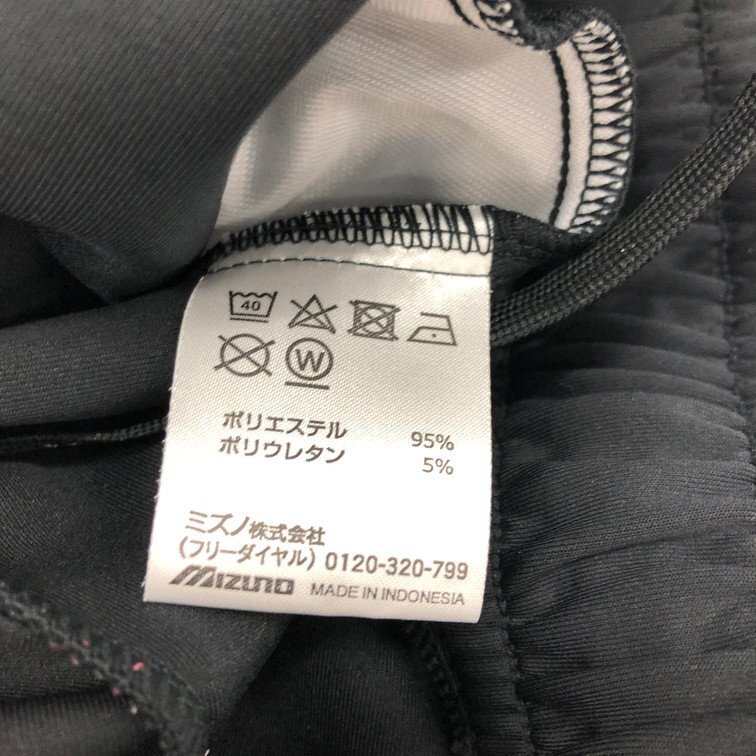 40
W
ポリエステル 95%
ポリウレタン 5%
ミズノ株式会社
(フリーダイヤル) 0120-320-799
MIZUNO MADE IN INDONESIA